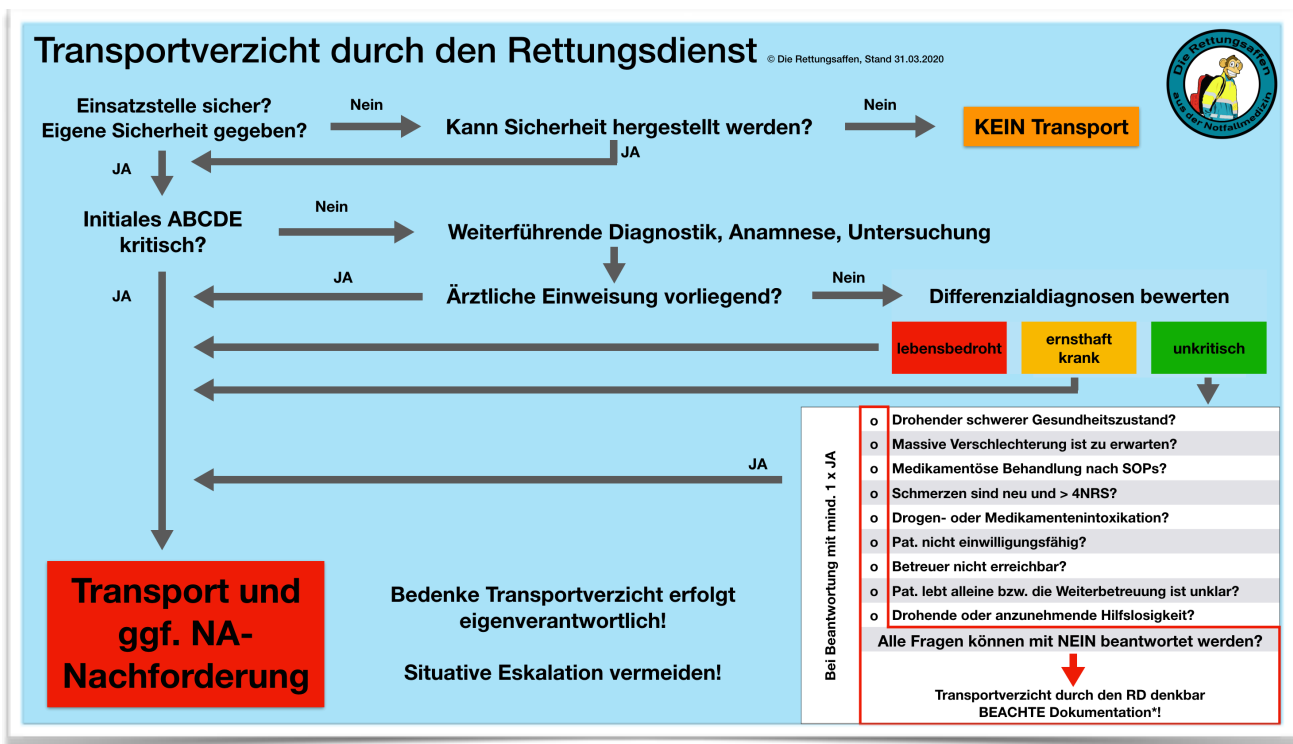 Transportverzicht durch den Rettungsdienst © Die Rettungsaffen, Stand 31.03.2020
Die Rettungsaffen
aus der Notfallmedizin
Einsatzstelle sicher?
Eigene Sicherheit gegeben?
Nein
Kann Sicherheit hergestellt werden?
Nein
KEIN Transport
JA
JA
Initiales ABCDE
kritisch?
Nein
Weiterführende Diagnostik, Anamnese, Untersuchung
JA
JA
Ärztliche Einweisung vorliegend?
Nein
Differenzialdiagnosen bewerten
lebensbedroht
ernsthaft
krank
unkritisch
JA
Bei Beantwortung mit mind. 1 x JA
o Drohender schwerer Gesundheitszustand?
o Massive Verschlechterung ist zu erwarten?
o Medikamentöse Behandlung nach SOPs?
o Schmerzen sind neu und > 4NRS?
o Drogen- oder Medikamentenintoxikation?
o Pat. nicht einwilligungsfähig?
o Betreuer nicht erreichbar?
o Pat. lebt alleine bzw. die Weiterbetreuung ist unklar?
o Drohende oder anzunehmende Hilfslosigkeit?
Alle Fragen können mit NEIN beantwortet werden?
Transportverzicht durch den RD denkbar
BEACHTE Dokumentation*!
Transport und
ggf. NA-
Nachforderung
Bedenke Transportverzicht erfolgt
eigenverantwortlich!
Situative Eskalation vermeiden!